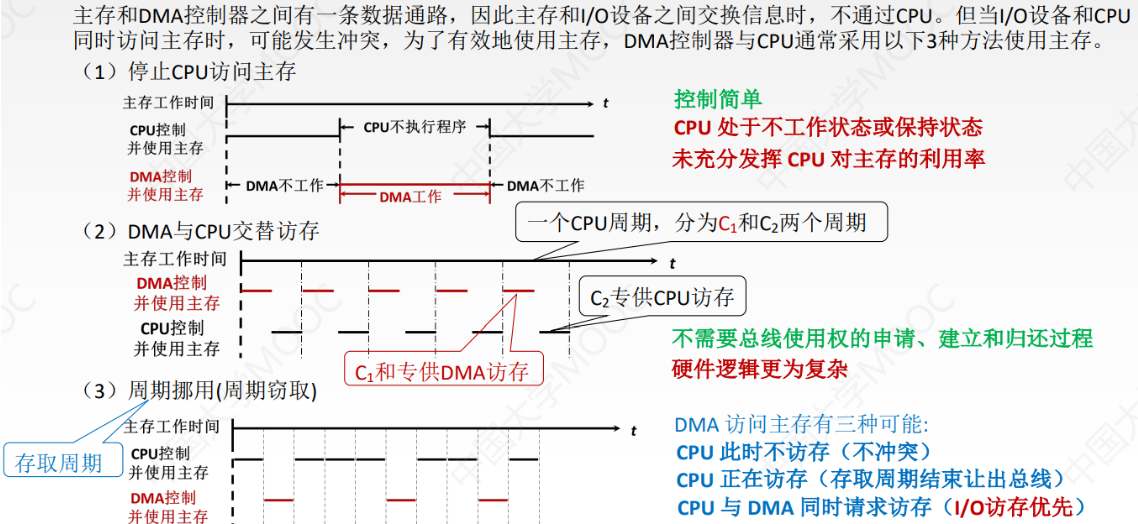 主存和DMA控制器之间有一条数据通路，因此主存和I/O设备之间交换信息时，不通过CPU。但当I/O设备和CPU
同时访问主存时，可能发生冲突，为了有效地使用主存，DMA控制器与CPU通常采用以下3种方法使用主存。
（1）停止CPU访问主存
主存工作时间
t
控制简单
CPU控制
并使用主存
CPU不执行程序
CPU 处于不工作状态或保持状态
未充分发挥 CPU 对主存的利用率
DMA控制
并使用主存
DMA不工作
DMA工作
DMA不工作
一个CPU周期，分为C1和C2两个周期
（2）DMA与CPU交替访存
主存工作时间
t
DMA控制
并使用主存
C2专供CPU访存
CPU控制
并使用主存
不需要总线使用权的申请、建立和归还过程
硬件逻辑更为复杂
C1和专供DMA访存
（3）周期挪用(周期窃取)
主存工作时间
t
DMA 访问主存有三种可能:
存取周期
CPU控制
并使用主存
CPU 此时不访存（不冲突）
CPU 正在访存（存取周期结束让出总线）
DMA控制
并使用主存
CPU 与 DMA 同时请求访存（I/O访存优先）
中国大学MOOC